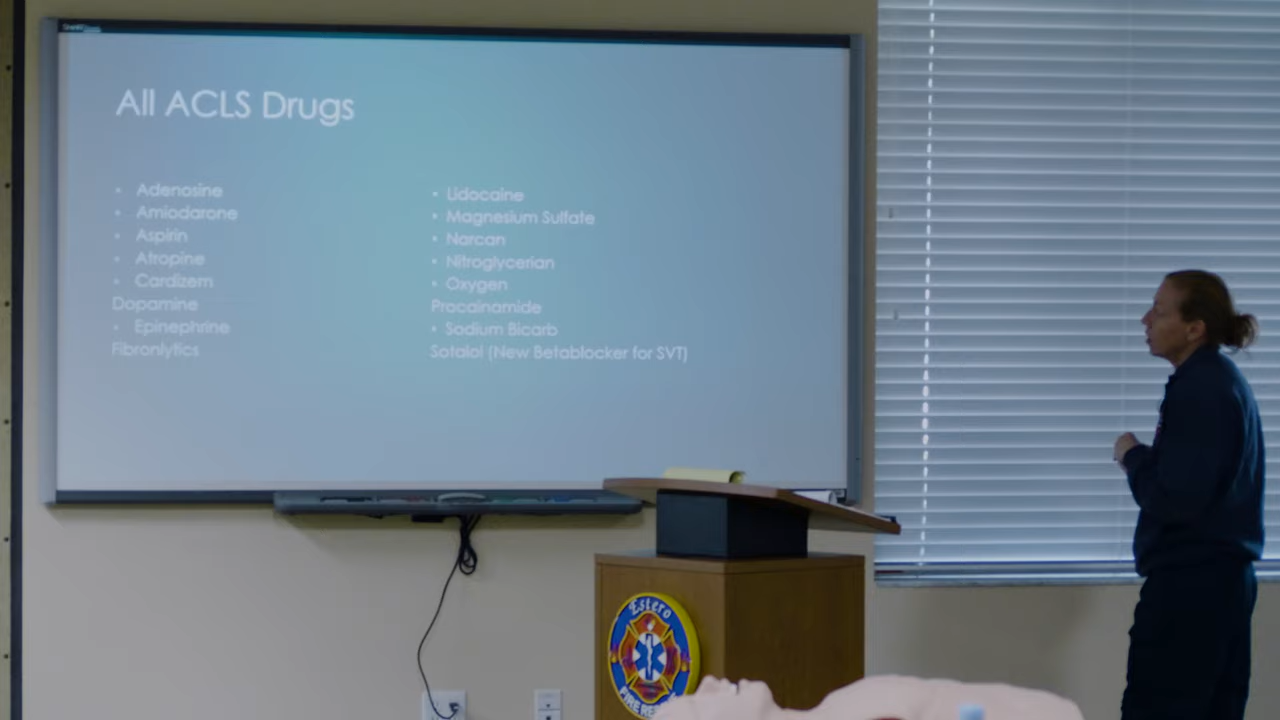 All ACLS Drugs
• Adenosine
• Amiodarone
• Aspirin
• Atropine
• Cardizem
Dopamine
• Epinephrine
Fibronlytics
• Lidocaine
• Magnesium Sulfate
• Narcan
• Nitroglycerian
• Oxygen
Procainamide
• Sodium Bicarb
Sotalol (New Betablocker for SVT)
Estero
FIRE RES